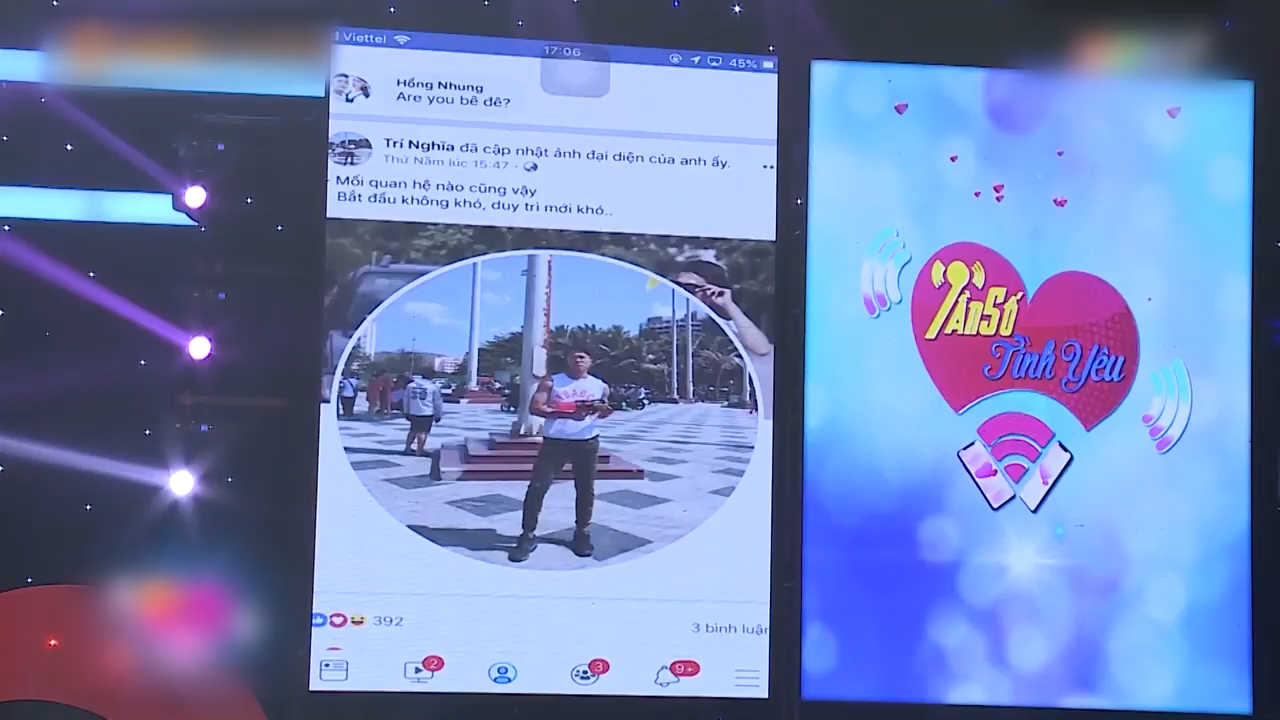 Viettel 17:06 45%
Hồng Nhung
Are you bê đê?
Trí Nghĩa đã cập nhật ảnh đại diện của anh ấy.
Thứ Năm lúc 15:47 ·
Mối quan hệ nào cũng vậy
Bắt đầu không khó, duy trì mới khó..
392
3 bình luận
2
3
9+
TầnSố
Tình Yêu